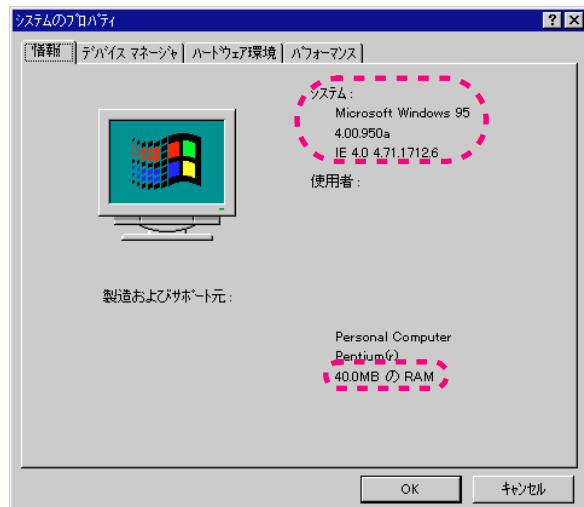 システムのプロパティ
情報 デバイス マネージャ ハードウェア環境 パフォーマンス
システム :
Microsoft Windows 95
4.00.950a
IE 4.0 4.71.1712.6
使用者 :
製造およびサポート元 :
Personal Computer
Pentium(r)
40.0MB の RAM
OK キャンセル